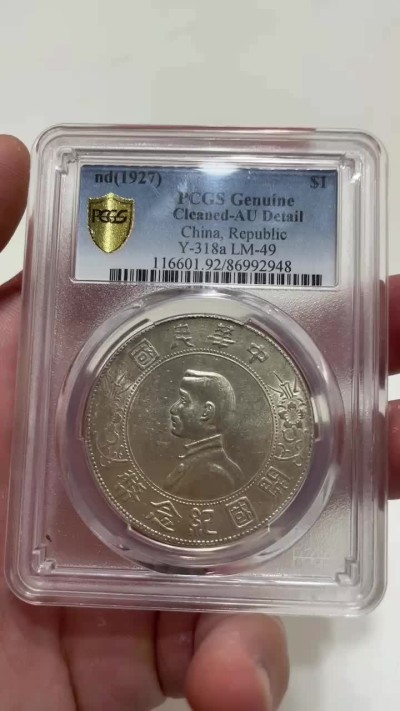 nd(1927) $1
PCGS Genuine
Cleaned-AU Detail
China, Republic
Y-318a LM-49
116601.92/86992948
PCGS
國民華中
幣念紀國開